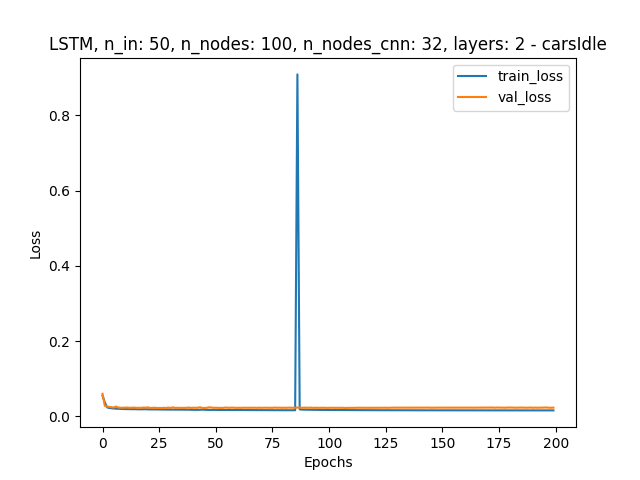 LSTM, n_in: 50, n_nodes: 100, n_nodes_cnn: 32, layers: 2 - carsIdle
train_loss
val_loss
0.8
0.6
0.4
0.2
0.0
Loss
0 25 50 75 100 125 150 175 200
Epochs